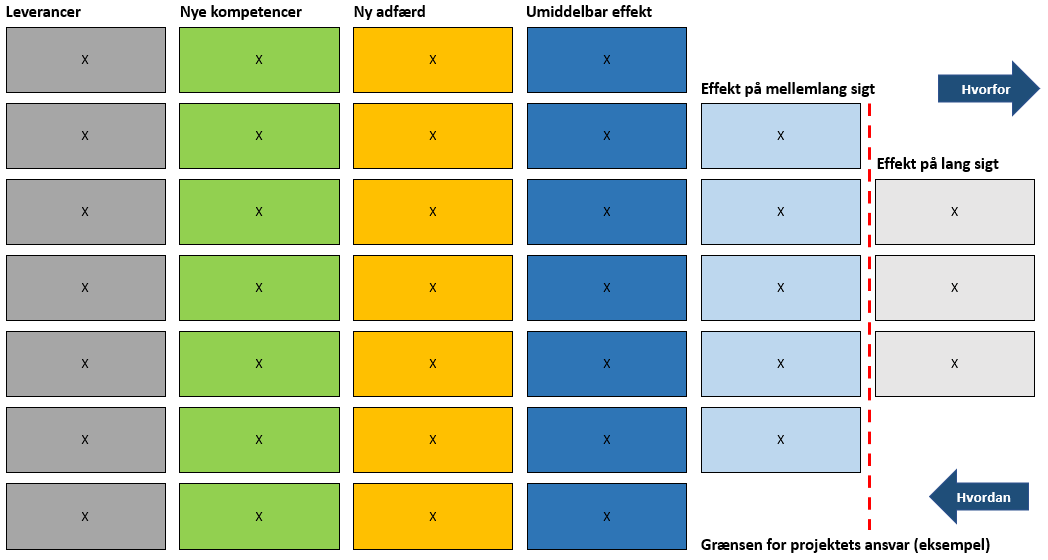 Leverancer Nye kompetencer Ny adfærd Umiddelbar effekt
X X X X
Effekt på mellemlang sigt Hvorfor
X X X X X
Effekt på lang sigt
X X X X X X
X X X X X X
X X X X X X
X X X X X
Hvordan
X X X X
Grænsen for projektets ansvar (eksempel)